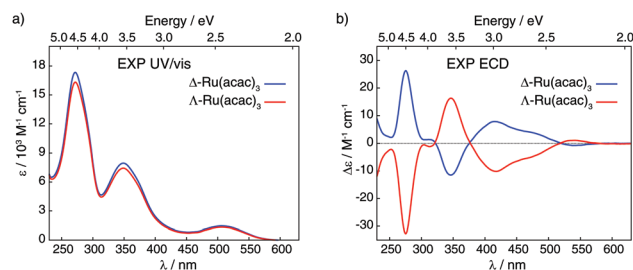 a)
Energy / eV
5.0 4.5 4.0 3.5 3.0 2.5 2.0
EXP UV/vis
Δ-Ru(acac)3
Λ-Ru(acac)3
ε / 10³ M⁻¹ cm⁻¹
18
15
12
9
6
3
0
250 300 350 400 450 500 550 600
λ / nm
b)
Energy / eV
5.0 4.5 4.0 3.5 3.0 2.5 2.0
EXP ECD
Δ-Ru(acac)3
Λ-Ru(acac)3
Δε / M⁻¹ cm⁻¹
30
20
10
0
-10
-20
-30
250 300 350 400 450 500 550 600
λ / nm